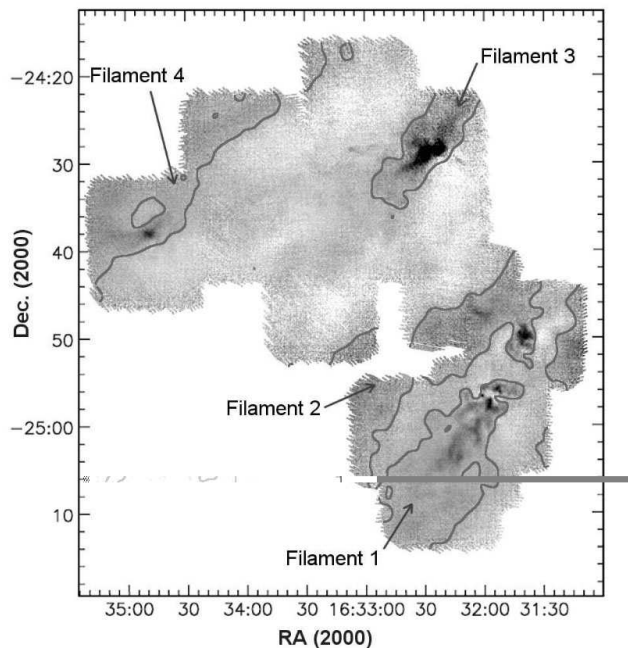 Filament 3
Filament 4
−24:20
30
40
50
−25:00
10
Filament 2
Filament 1
Dec. (2000)
35:00
30
34:00
30
16:33:00
30
32:00
31:30
RA (2000)